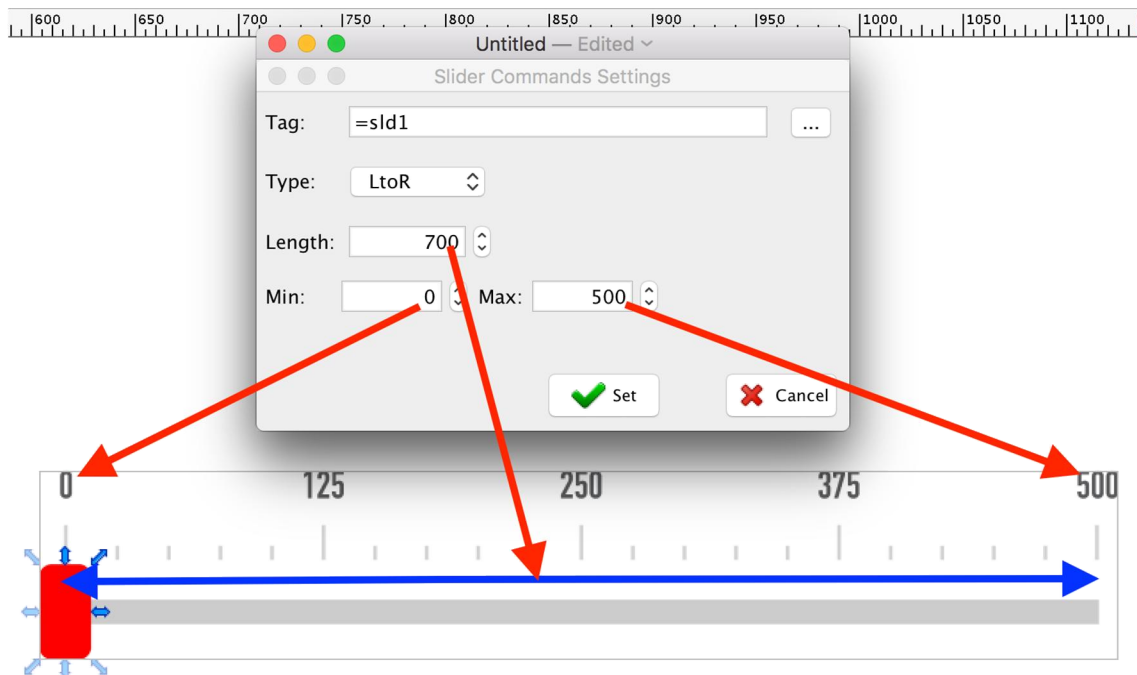 600 650 700 750 800 850 900 950 1000 1050 1100
Untitled — Edited
Slider Commands Settings
Tag: =sld1 ...
Type: LtoR
Length: 700
Min: 0 Max: 500
Set Cancel
0 125 250 375 500